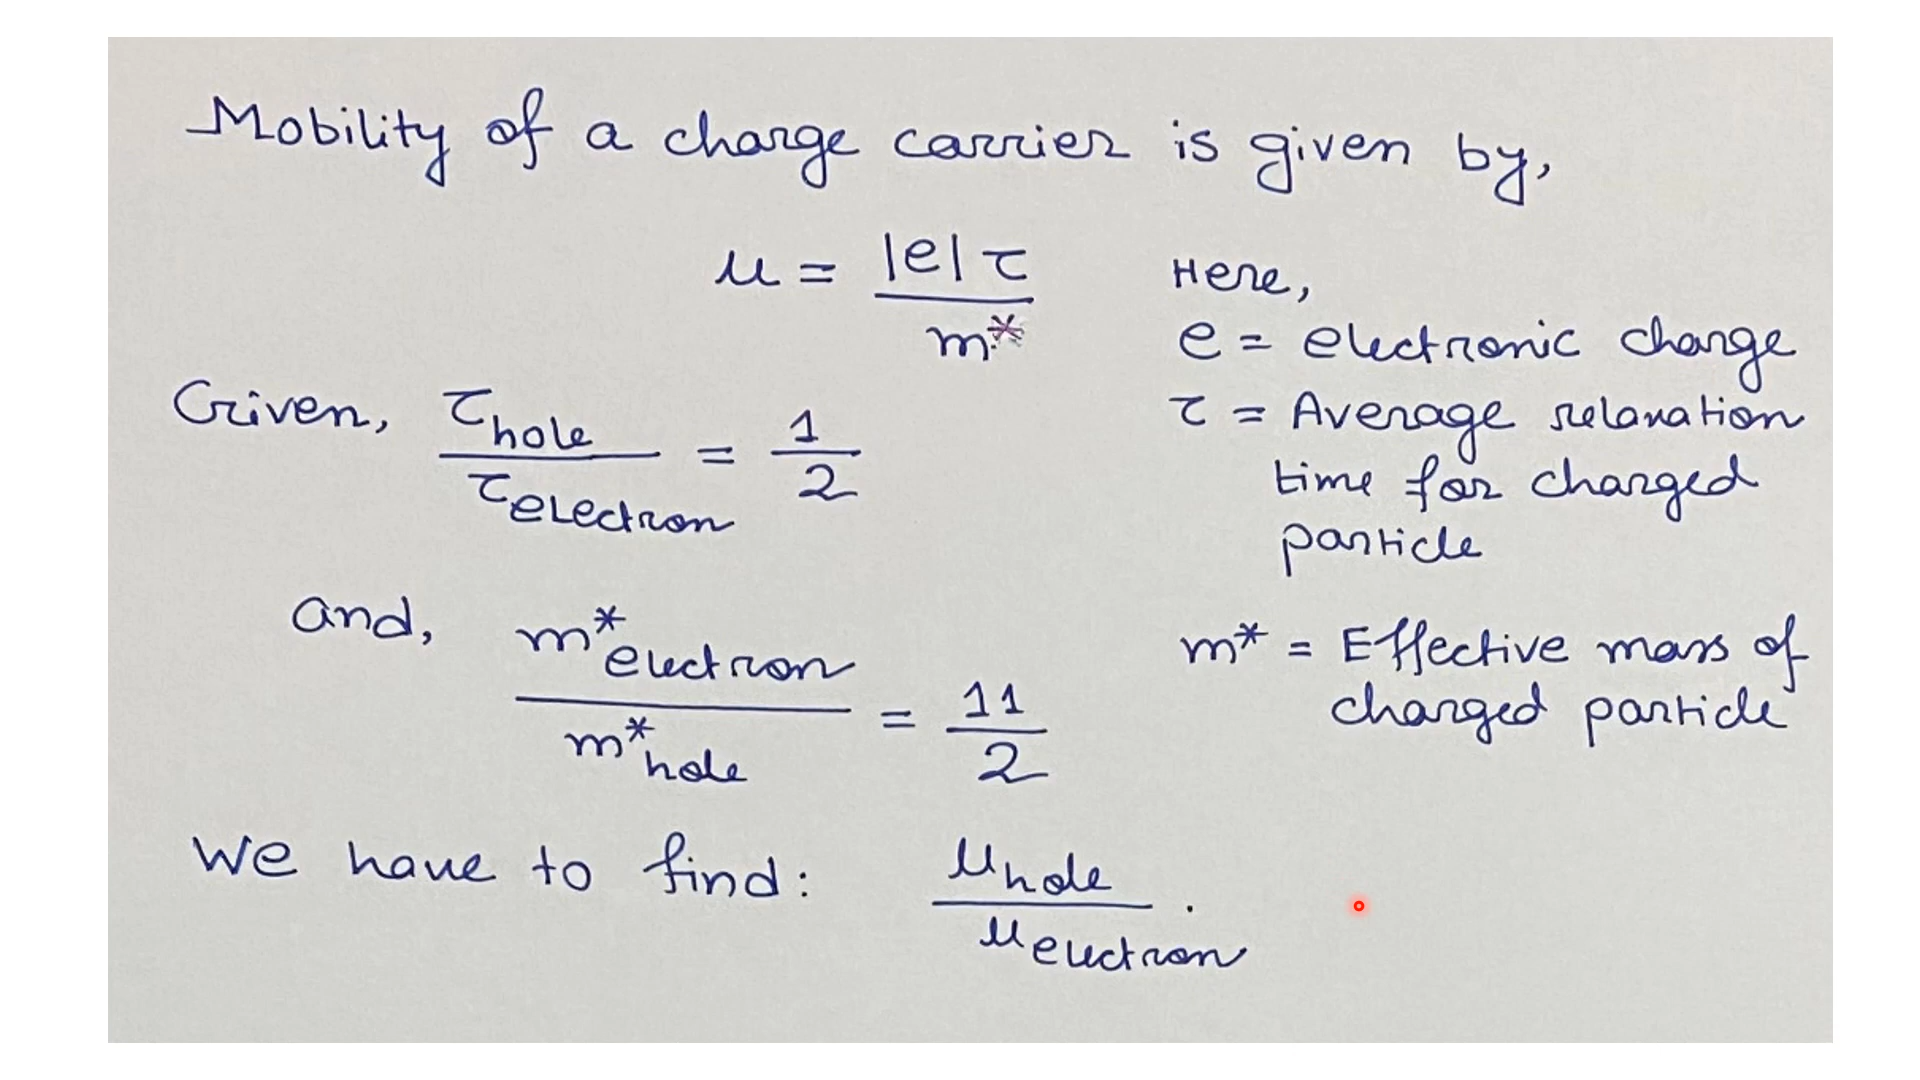 Mobility of a charge carrier is given by,
μ = |e| τ / m*
Here,
e = electronic charge
τ = Average relaxation
time for charged
particle
m* = Effective mass of
charged particle
Given, τhole / τelectron = 1 / 2
and, m*electron / m*hole = 11 / 2
We have to find: μhole / μelectron .